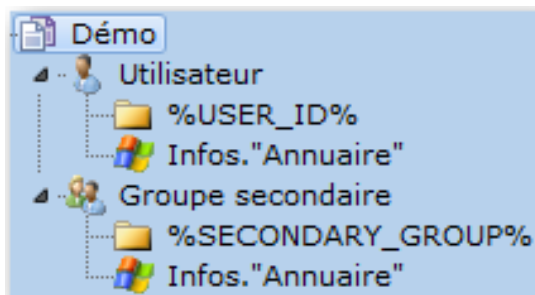 Démo
Utilisateur
%USER_ID%
Infos."Annuaire"
Groupe secondaire
%SECONDARY_GROUP%
Infos."Annuaire"